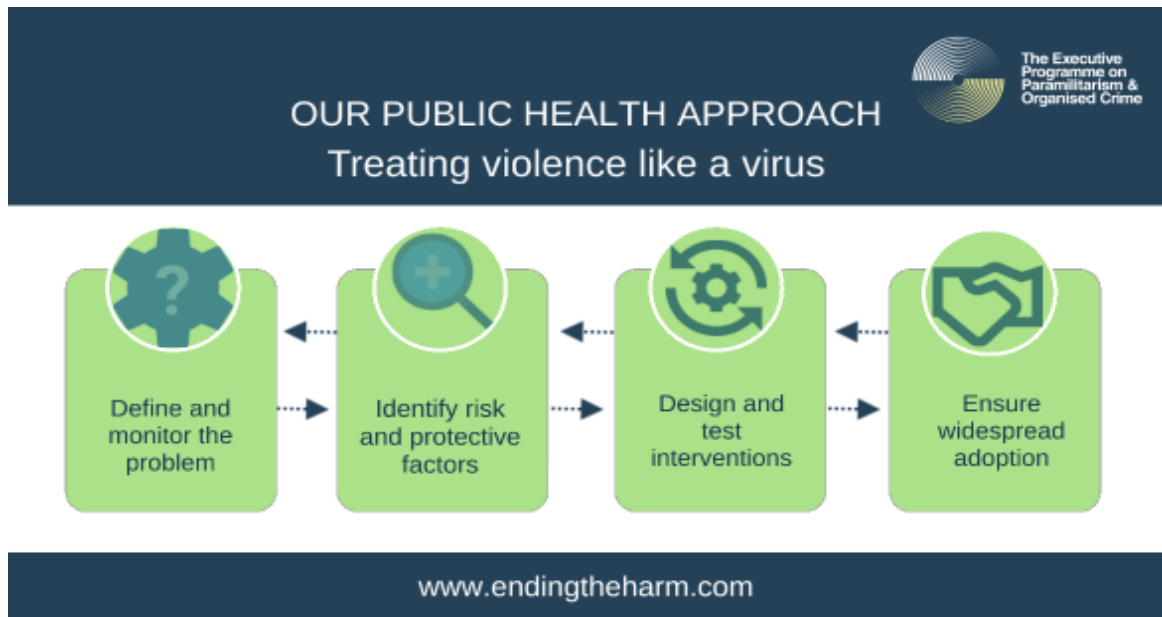 The Executive
Programme on
Paramilitarism &
Organised Crime
OUR PUBLIC HEALTH APPROACH
Treating violence like a virus
?
Define and
monitor the
problem
Identify risk
and protective
factors
Design and
test
interventions
Ensure
widespread
adoption
www.endingtheharm.com